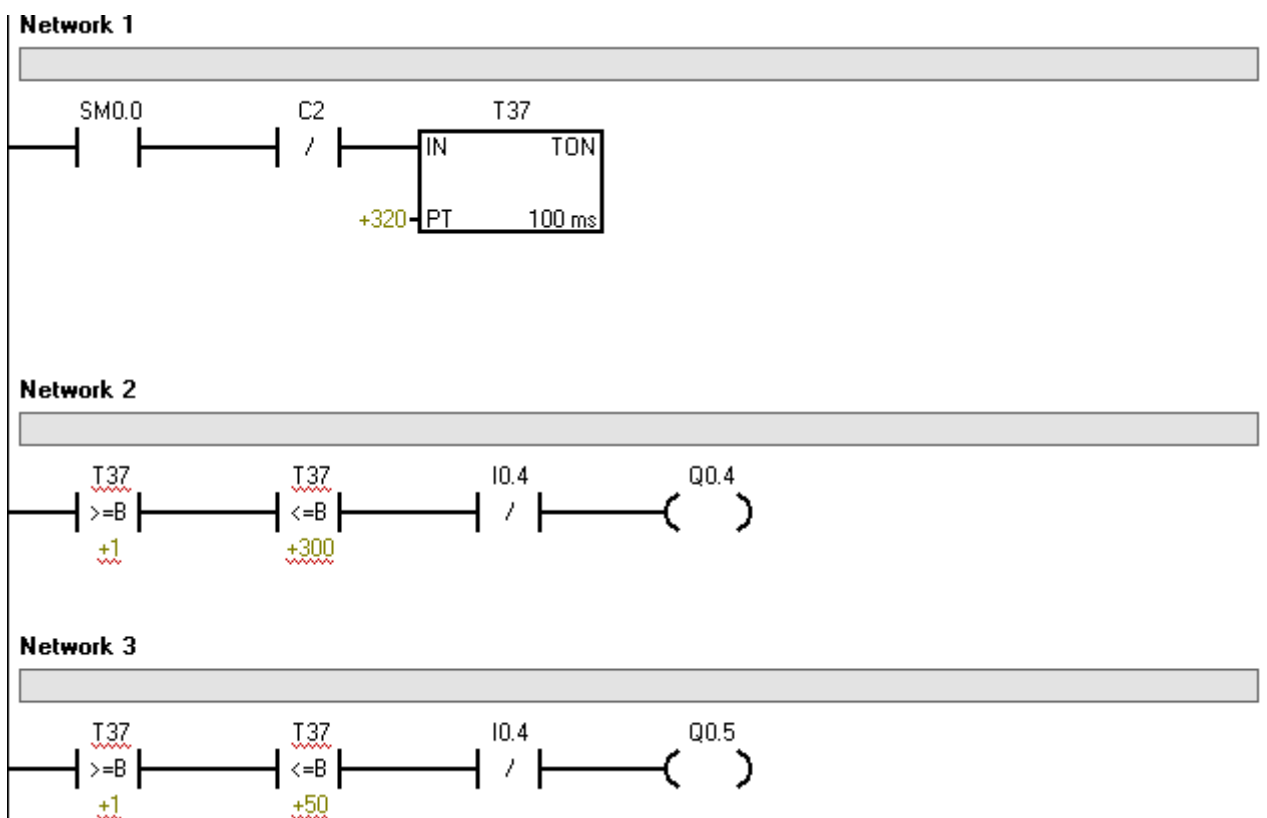 Network 1
SM0.0 C2 T37
/ IN TON
+320 PT 100 ms
Network 2
T37 T37 I0.4 Q0.4
>=B <=B /
+1 +300
Network 3
T37 T37 I0.4 Q0.5
>=B <=B /
+1 +50